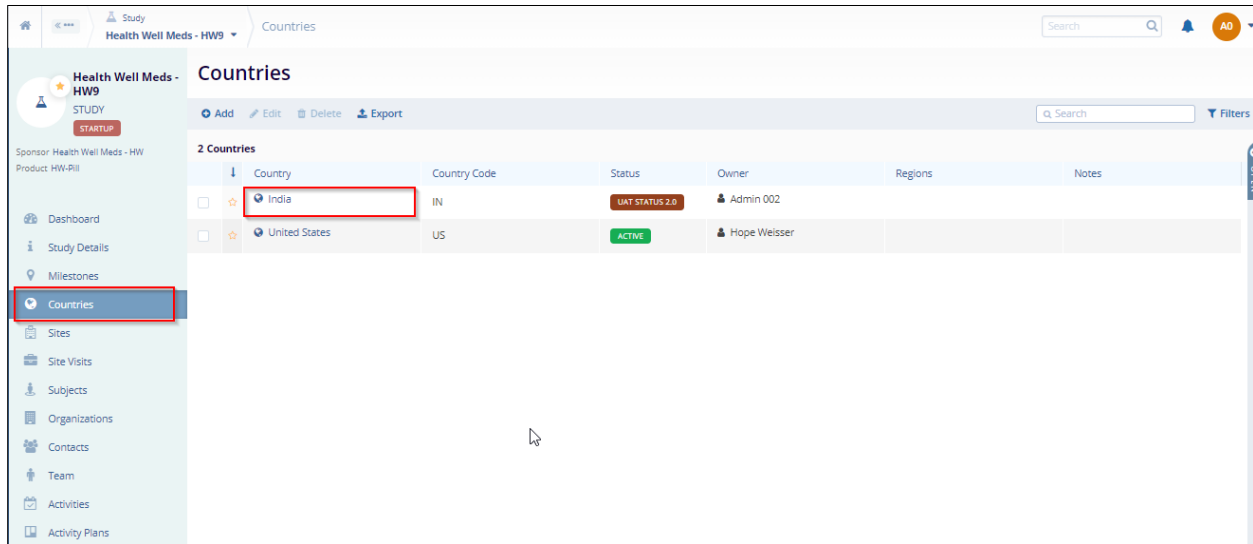 Study
Health Well Meds - HW9
Countries
Search
A0
Health Well Meds - HW9
STUDY
STARTUP
Sponsor Health Well Meds - HW
Product HW-Pill
Dashboard
Study Details
Milestones
Countries
Sites
Site Visits
Subjects
Organizations
Contacts
Team
Activities
Activity Plans
Countries
Add Edit Delete Export
Search
Filters
2 Countries
Country Country Code Status Owner Regions Notes
India IN UAT STATUS 2.0 Admin 002
United States US ACTIVE Hope Weisser